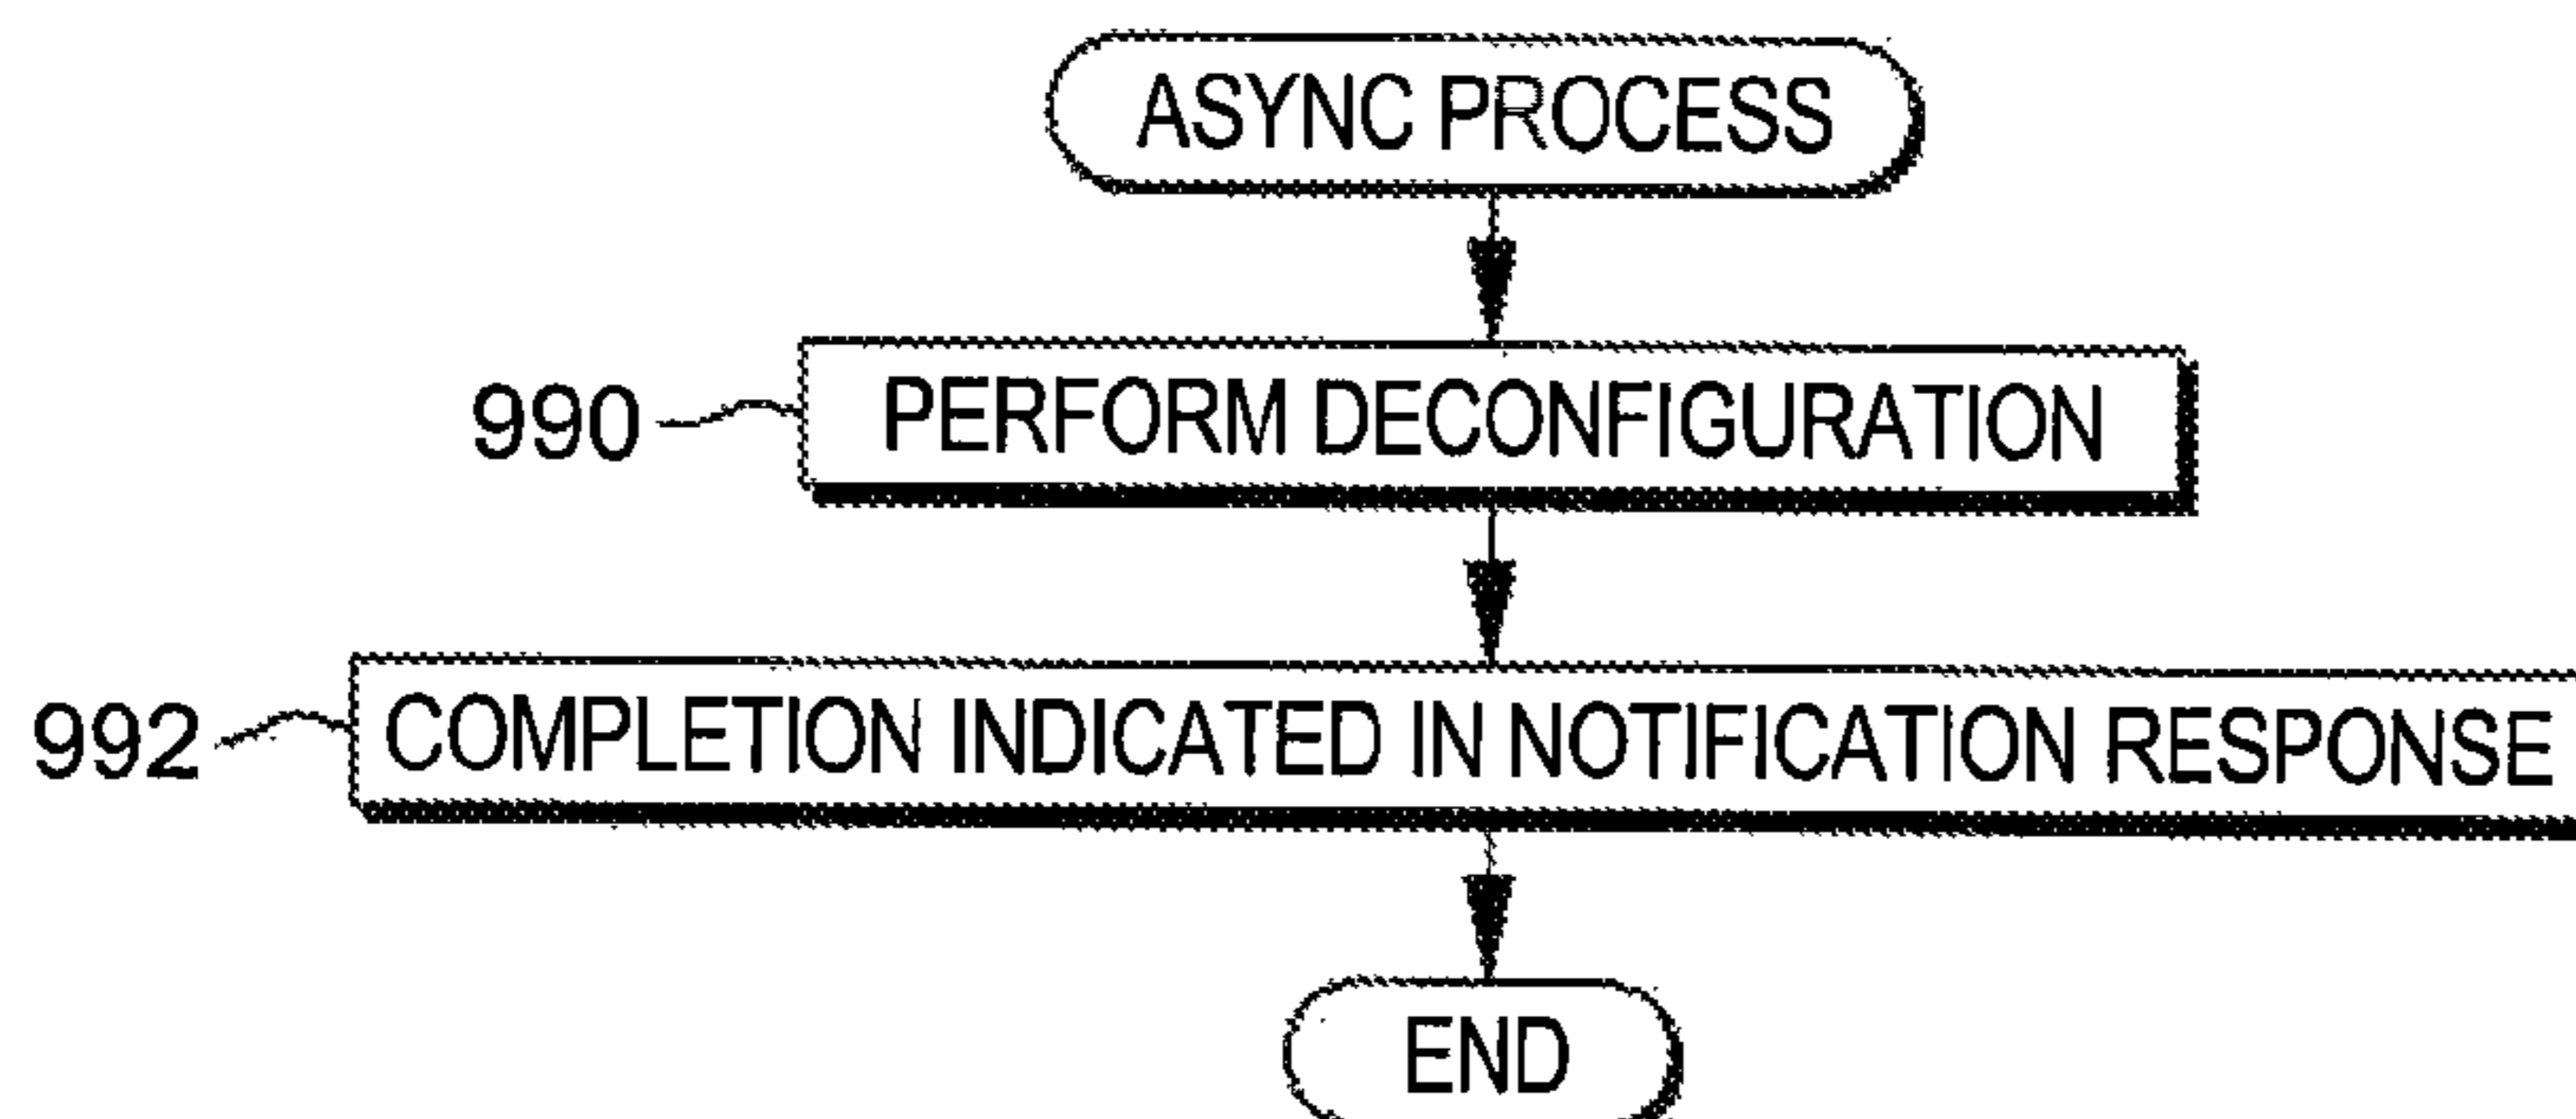 ASYNC PROCESS
990 PERFORM DECONFIGURATION
992 COMPLETION INDICATED IN NOTIFICATION RESPONSE
END